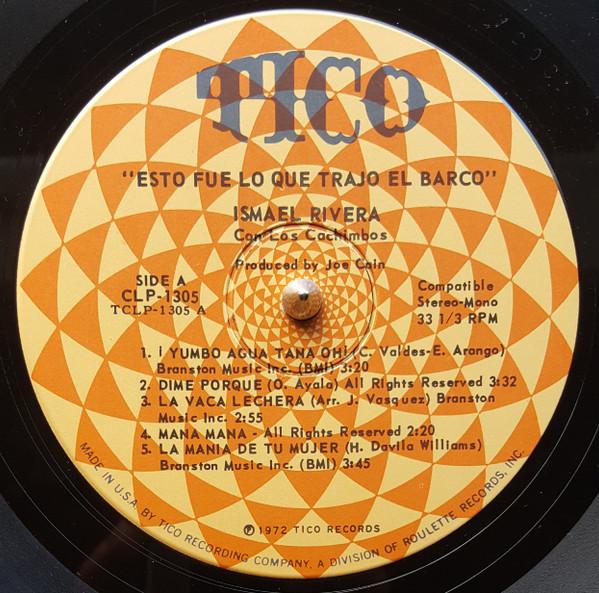 TICO
"ESTO FUE LO QUE TRAJO EL BARCO"
ISMAEL RIVERA
Con Los Cachimbos
Produced by Joe Cain
SIDE A
CLP-1305
TCLP-1305 A
Compatible
Stereo-Mono
33 1/3 RPM
1. ¡ YUMBO AGUA TANA OH! (C. Valdes-E. Arango)
Branston Music Inc. (BMI) 3:20
2. DIME PORQUE (O. Ayala) All Rights Reserved 3:32
3. LA VACA LECHERA (Arr. J. Vasquez) Branston
Music Inc. 2:55
4. MANA MANA - All Rights Reserved 2:20
5. LA MANIA DE TU MUJER (H. Davila Williams)
Branston Music Inc. (BMI) 3:45
℗ 1972 TICO RECORDS
MADE IN U.S.A. BY TICO RECORDING COMPANY, A DIVISION OF ROULETTE RECORDS, INC.